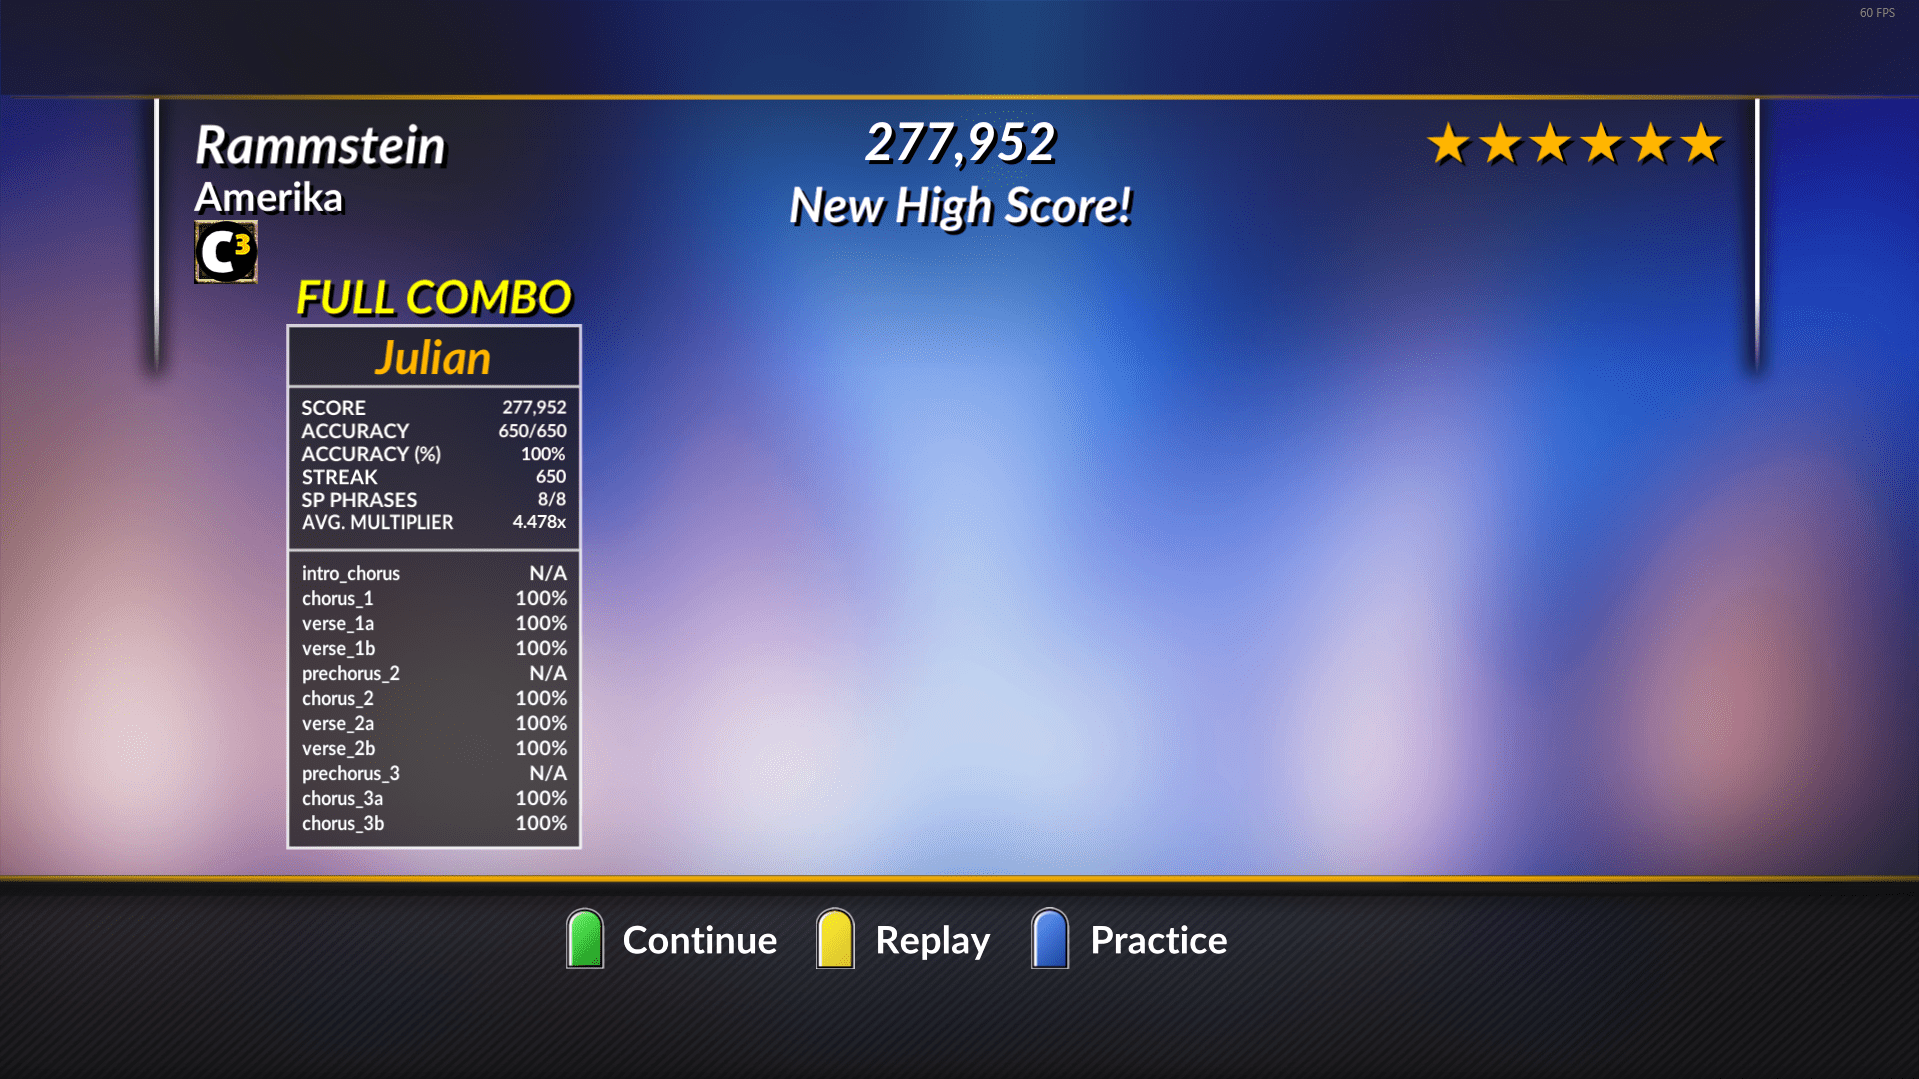 60 FPS
Rammstein
Amerika
C3
277,952
New High Score!
FULL COMBO
Julian
SCORE 277,952
ACCURACY 650/650
ACCURACY (%) 100%
STREAK 650
SP PHRASES 8/8
AVG. MULTIPLIER 4.478x
intro_chorus N/A
chorus_1 100%
verse_1a 100%
verse_1b 100%
prechorus_2 N/A
chorus_2 100%
verse_2a 100%
verse_2b 100%
prechorus_3 N/A
chorus_3a 100%
chorus_3b 100%
Continue Replay Practice